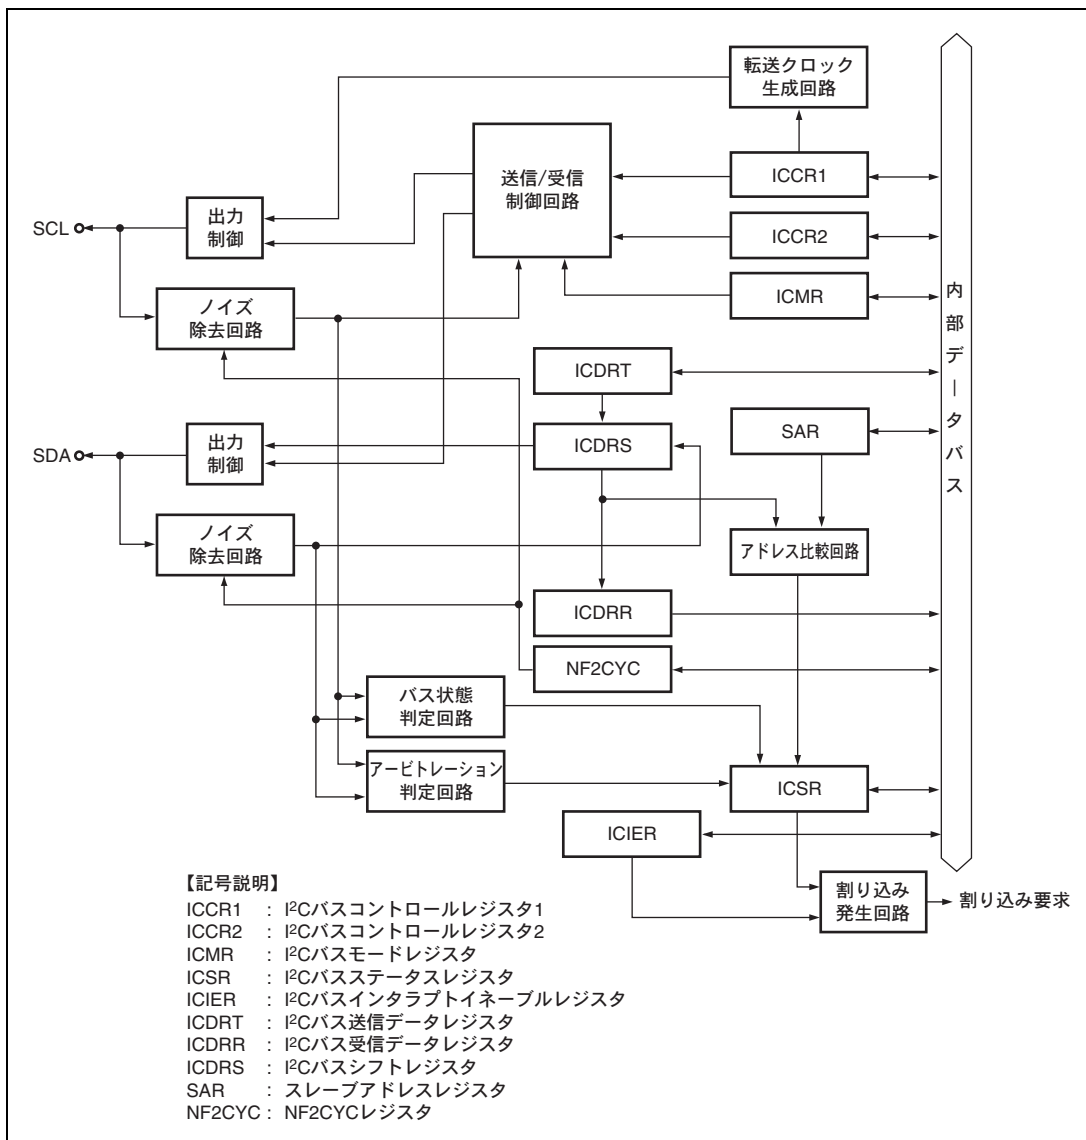 転送クロック
生成回路
送信/受信
制御回路
ICCR1
SCL
出力
制御
ICCR2
ICMR
ノイズ
除去回路
内部データバス
ICDRT
SAR
SDA
出力
制御
ICDRS
ノイズ
除去回路
アドレス比較回路
ICDRR
NF2CYC
バス状態
判定回路
アービトレーション
判定回路
ICSR
ICIER
割り込み
発生回路
割り込み要求
【記号説明】
ICCR1 : I²Cバスコントロールレジスタ1
ICCR2 : I²Cバスコントロールレジスタ2
ICMR : I²Cバスモードレジスタ
ICSR : I²Cバスステータスレジスタ
ICIER : I²Cバスインタラプトイネーブルレジスタ
ICDRT : I²Cバス送信データレジスタ
ICDRR : I²Cバス受信データレジスタ
ICDRS : I²Cバスシフトレジスタ
SAR : スレーブアドレスレジスタ
NF2CYC : NF2CYCレジスタ